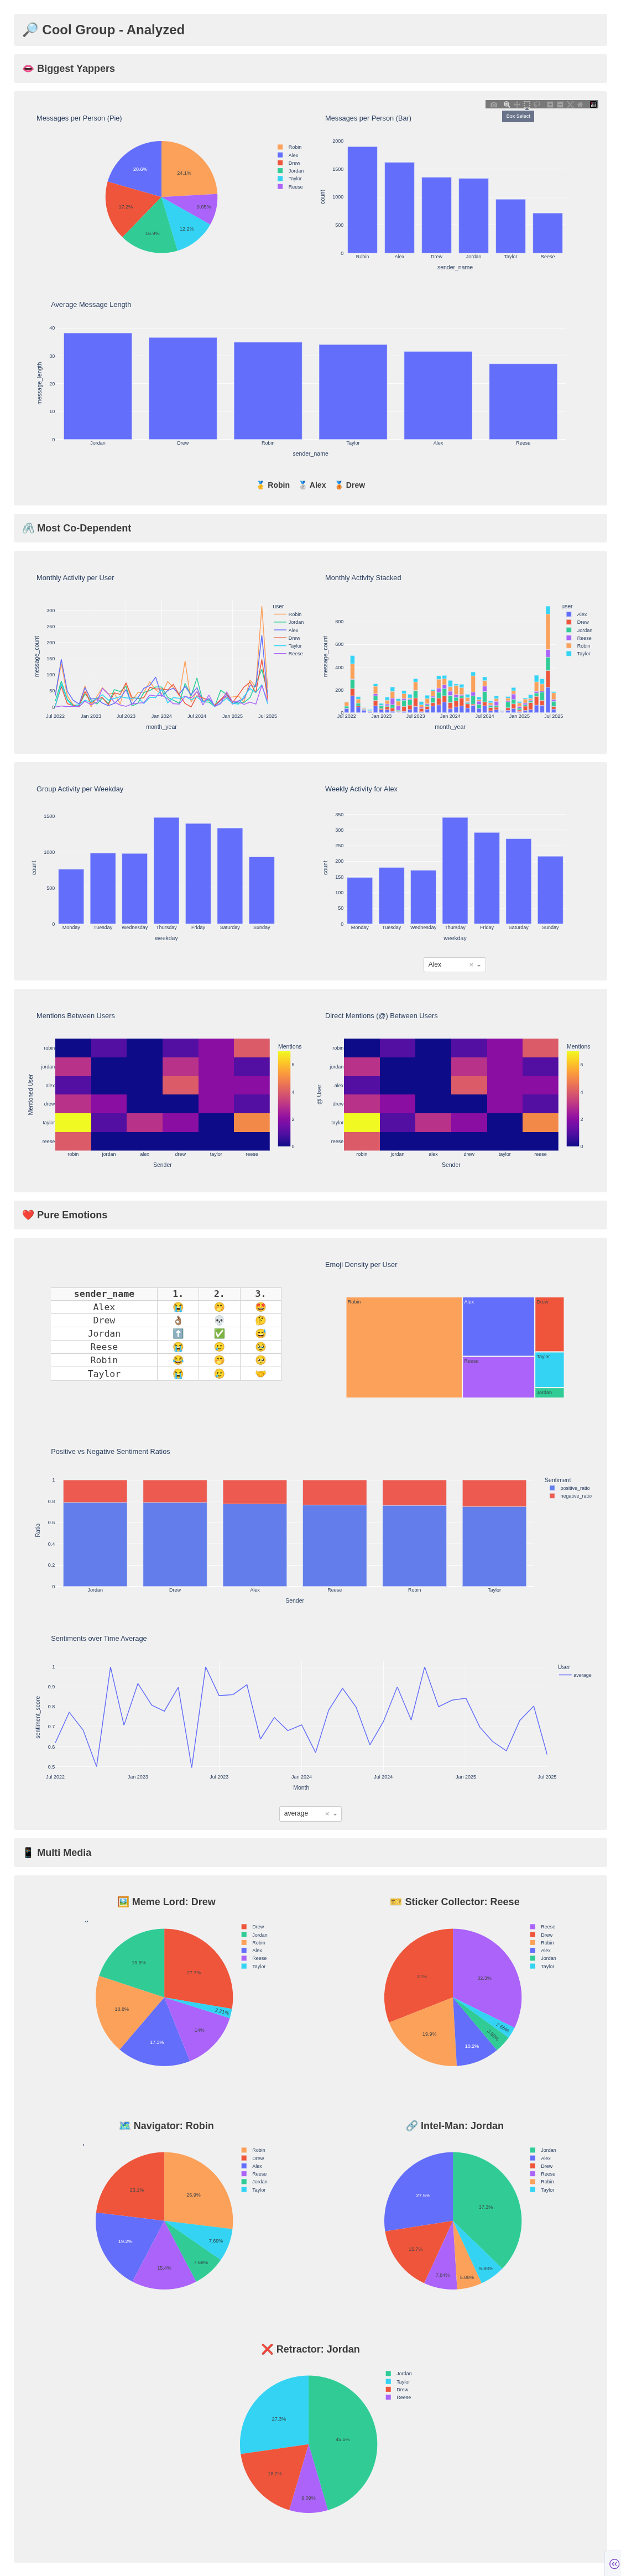 🔎 Cool Group - Analyzed
👄 Biggest Yappers
Box Select
Messages per Person (Pie)
24.1%
9.05%
12.2%
16.9%
17.2%
20.6%
Robin
Alex
Drew
Jordan
Taylor
Reese
Messages per Person (Bar)
2000
1500
1000
500
0
count
Robin Alex Drew Jordan Taylor Reese
sender_name
Average Message Length
40
30
20
10
0
message_length
Jordan Drew Robin Taylor Alex Reese
sender_name
🥇 Robin 🥈 Alex 🥉 Drew
Most Co-Dependent
Monthly Activity per User
300
250
200
150
100
50
0
message_count
Jul 2022 Jan 2023 Jul 2023 Jan 2024 Jul 2024 Jan 2025 Jul 2025
month_year
user
Robin
Jordan
Alex
Drew
Taylor
Reese
Monthly Activity Stacked
800
600
400
200
0
message_count
Jul 2022 Jan 2023 Jul 2023 Jan 2024 Jul 2024 Jan 2025 Jul 2025
month_year
user
Alex
Drew
Jordan
Reese
Robin
Taylor
Group Activity per Weekday
1500
1000
500
0
count
Monday Tuesday Wednesday Thursday Friday Saturday Sunday
weekday
Weekly Activity for Alex
350
300
250
200
150
100
50
0
count
Monday Tuesday Wednesday Thursday Friday Saturday Sunday
weekday
Alex
Mentions Between Users
robin
jordan
alex
drew
taylor
reese
Mentioned User
robin jordan alex drew taylor reese
Sender
Mentions
6
4
2
0
Direct Mentions (@) Between Users
robin
jordan
alex
drew
taylor
reese
@ User
robin jordan alex drew taylor reese
Sender
Mentions
6
4
2
0
❤️ Pure Emotions
sender_name 1. 2. 3.
Alex
Drew
Jordan
Reese
Robin
Taylor
Emoji Density per User
Robin
Alex
Reese
Drew
Taylor
Jordan
Positive vs Negative Sentiment Ratios
1
0.8
0.6
0.4
0.2
0
Ratio
Jordan Drew Alex Reese Robin Taylor
Sender
Sentiment
positive_ratio
negative_ratio
Sentiments over Time Average
1
0.9
0.8
0.7
0.6
0.5
sentiment_score
Jul 2022 Jan 2023 Jul 2023 Jan 2024 Jul 2024 Jan 2025 Jul 2025
Month
User
average
average
📱 Multi Media
🖼️ Meme Lord: Drew
27.7%
2.21%
14%
17.3%
18.8%
19.9%
Drew
Jordan
Robin
Alex
Reese
Taylor
🎫 Sticker Collector: Reese
32.3%
10.2%
31%
Reese
Drew
Robin
Alex
Jordan
Taylor
🗺️ Navigator: Robin
26.9%
7.69%
7.69%
15.4%
19.2%
23.1%
Robin
Drew
Alex
Reese
Jordan
Taylor
🔗 Intel-Man: Jordan
37.3%
5.88%
5.88%
7.84%
15.7%
27.5%
Jordan
Alex
Drew
Reese
Robin
Taylor
❌ Retractor: Jordan
45.5%
9.09%
27.3%
Jordan
Taylor
Drew
Reese